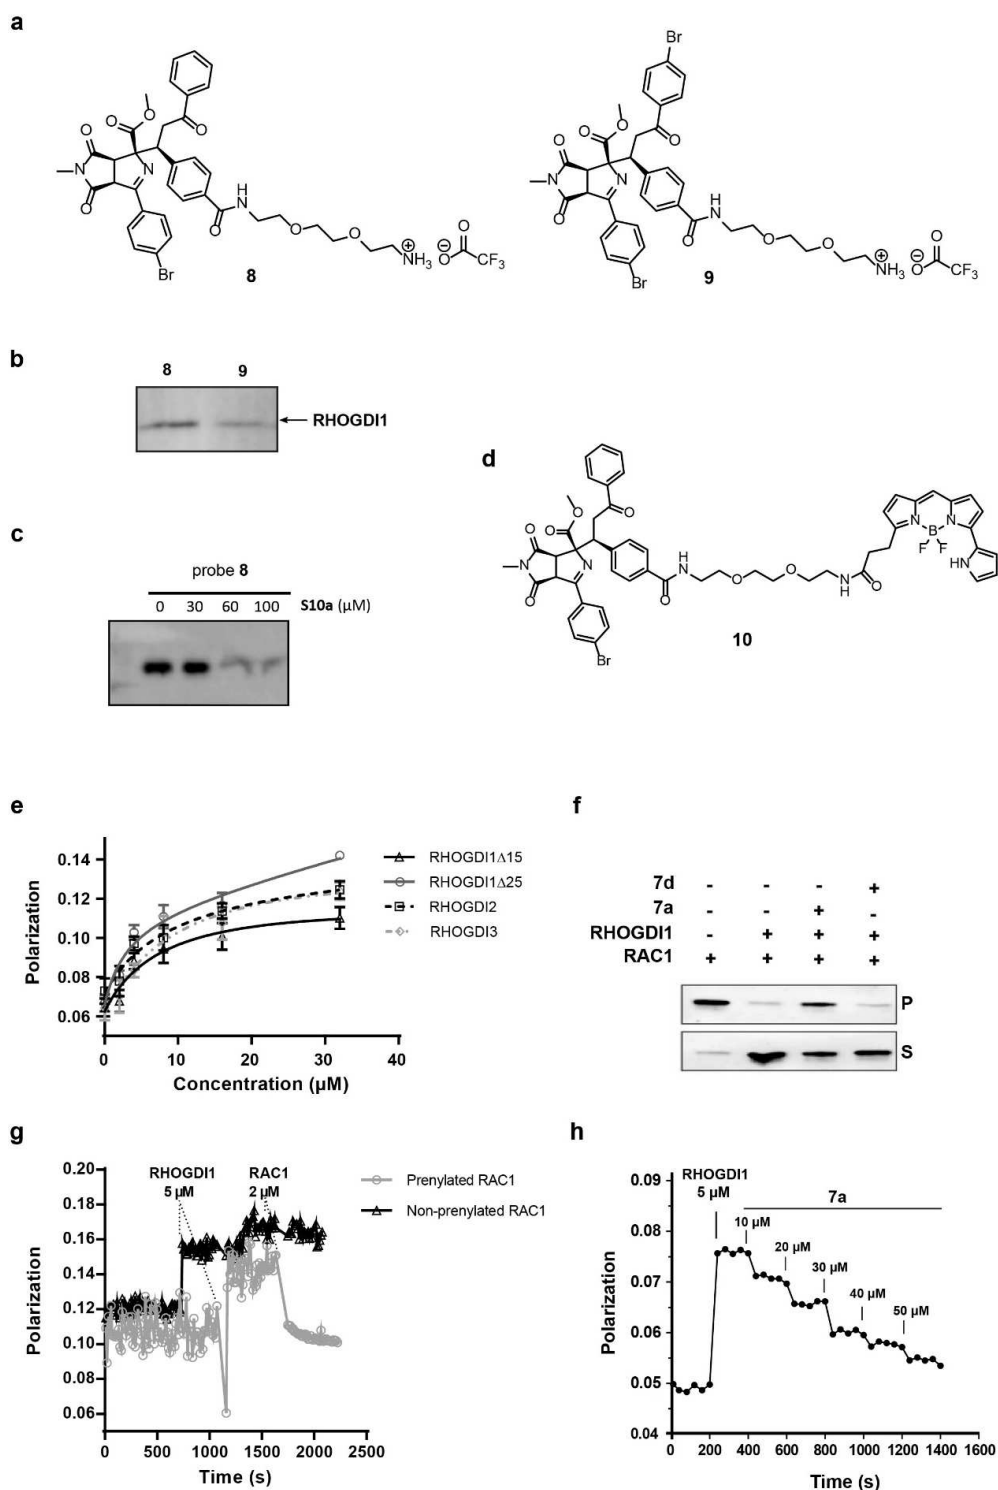 a
Br
O
O
O
O
O
O
O
O
N
N
N
N
O
O
O
O
H
N
H
N
O
O
O
O
O
O
Br
Br
⊕
NH3
⊖
O
O
CF3
⊕
NH3
⊖
O
O
CF3
8
9
b
8 9
RHOGDI1
c
probe 8
0 30 60 100 S10a (µM)
d
O
O
O
O
N
N
O
O
H
N
O
O
N
H
O
N
B
N
F
F
HN
Br
10
e
0.14
0.12
0.10
0.08
0.06
Polarization
0 10 20 30 40
Concentration (µM)
RHOGDI1Δ15
RHOGDI1Δ25
RHOGDI2
RHOGDI3
f
7d - - - +
7a - - + -
RHOGDI1 - + + +
RAC1 + + + +
P
S
g
0.20
0.18
0.16
0.14
0.12
0.10
0.08
0.06
Polarization
RHOGDI1
5 µM
RAC1
2 µM
Prenylated RAC1
Non-prenylated RAC1
0 500 1000 1500 2000 2500
Time (s)
h
0.09
0.08
0.07
0.06
0.05
0.04
Polarization
RHOGDI1
5 µM
7a
10 µM
20 µM
30 µM
40 µM
50 µM
0 200 400 600 800 1000 1200 1400 1600
Time (s)